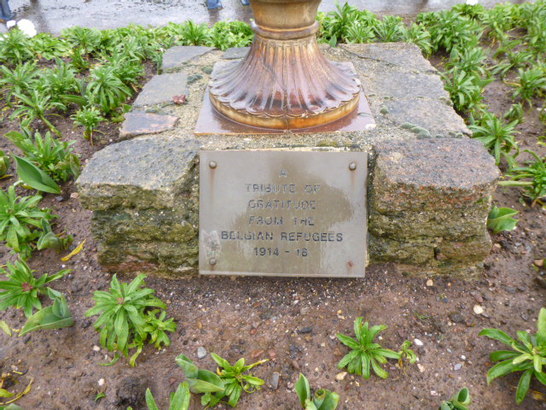 A
TRIBUTE OF
GRATITUDE
FROM THE
BELGIAN REFUGEES
1914 - 18